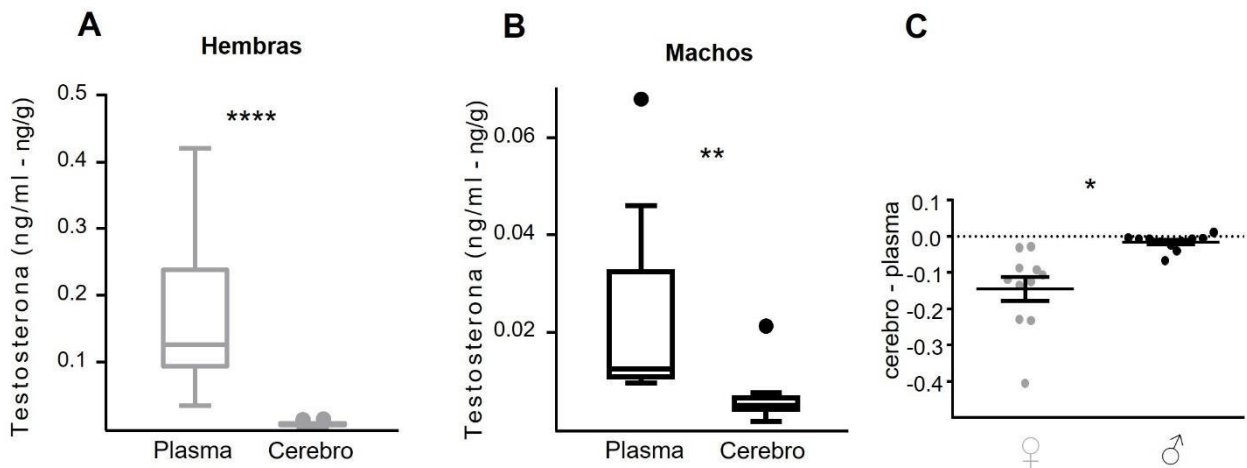 A
Hembras
Testosterona (ng/ml - ng/g)
0.5
0.4
0.3
0.2
0.1
****
Plasma
Cerebro
B
Machos
Testosterona (ng/ml - ng/g)
0.06
0.04
0.02
**
Plasma
Cerebro
C
*
cerebro - plasma
0.1
0.0
-0.1
-0.2
-0.3
-0.4
♀
♂